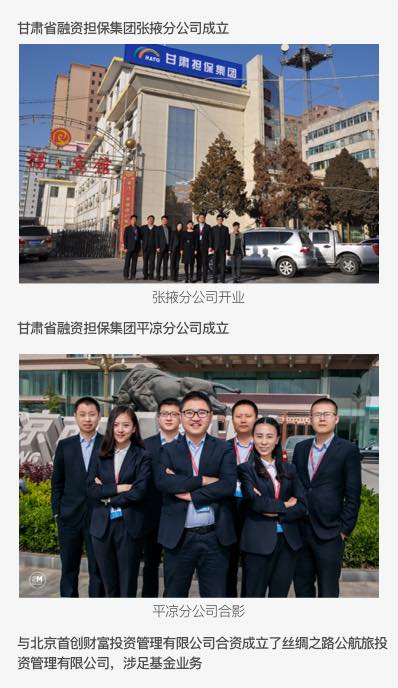 甘肃省融资担保集团张掖分公司成立
甘肃担保集团
KATG
福
宾馆
张掖分公司开业
甘肃省融资担保集团平凉分公司成立
平凉分公司合影
与北京首创财富投资管理有限公司合资成立了丝绸之路公航旅投
资管理有限公司，涉足基金业务